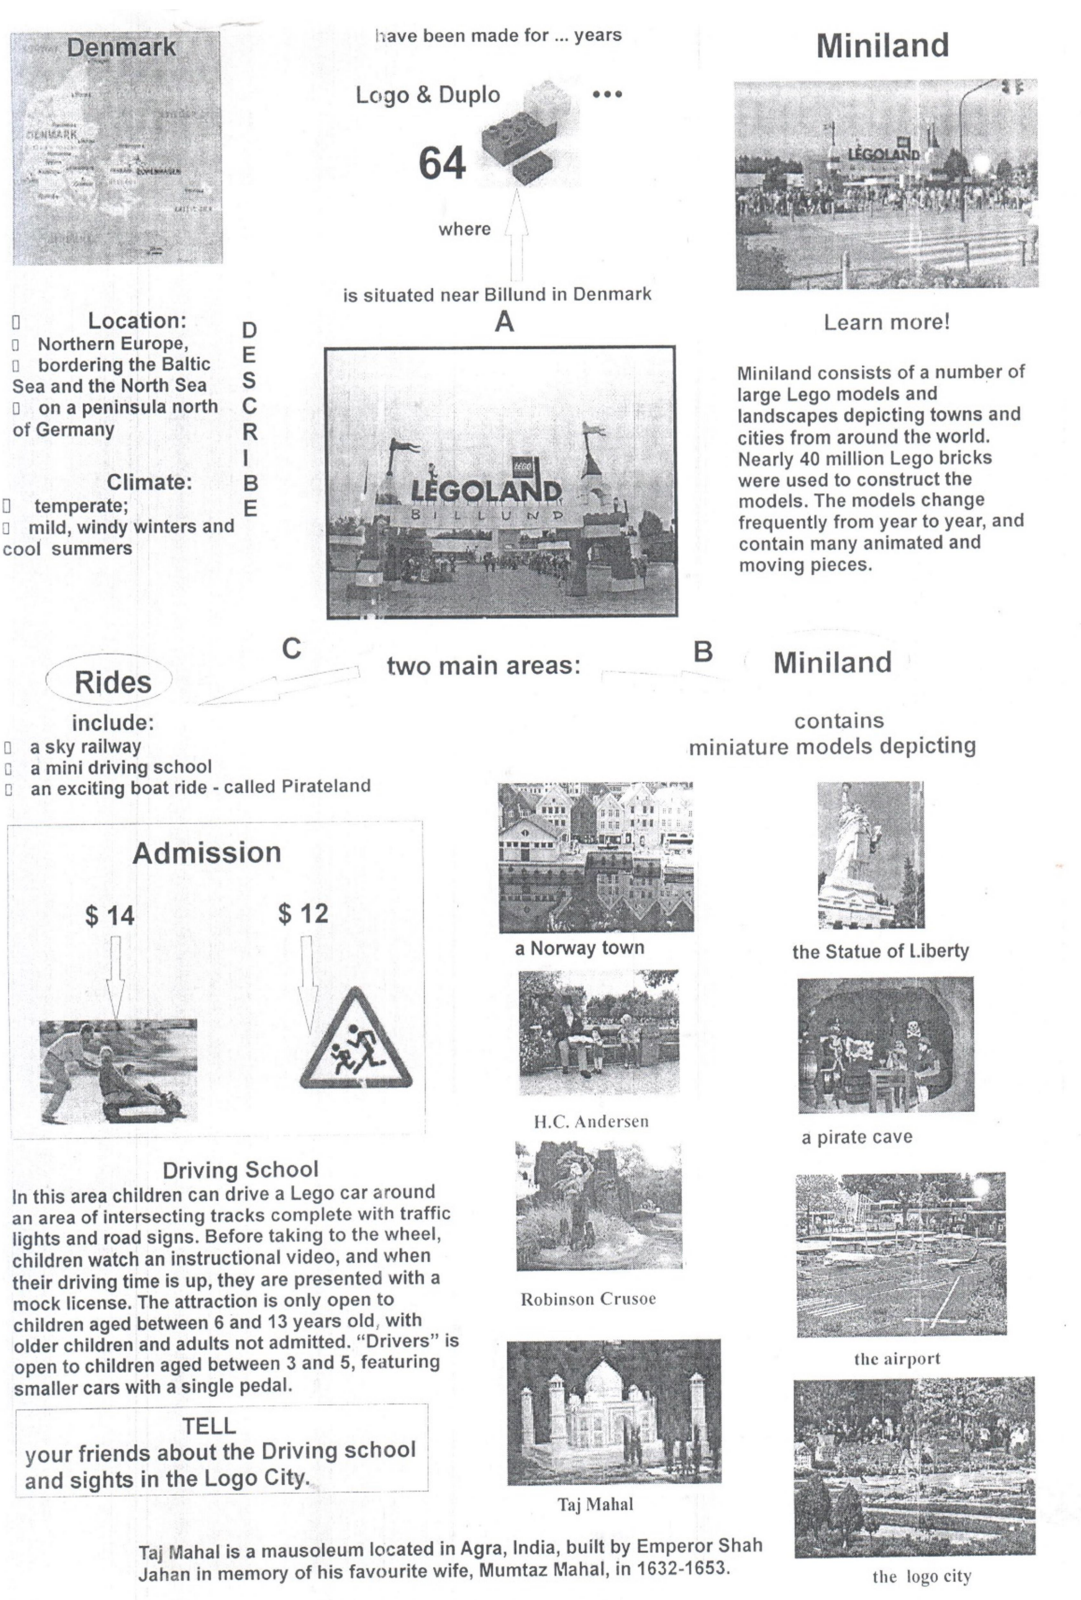 Denmark
DENMARK
have been made for ... years
Logo & Duplo ...
64
where
is situated near Billund in Denmark
A
Miniland
LEGOLAND
Learn more!
Miniland consists of a number of
large Lego models and
landscapes depicting towns and
cities from around the world.
Nearly 40 million Lego bricks
were used to construct the
models. The models change
frequently from year to year, and
contain many animated and
moving pieces.
Location:
Northern Europe,
bordering the Baltic
Sea and the North Sea
on a peninsula north
of Germany
Climate:
temperate;
mild, windy winters and
cool summers
D
E
S
C
R
I
B
E
LEGO
LEGOLAND
BILLUND
C
two main areas:
B
Rides
include:
a sky railway
a mini driving school
an exciting boat ride - called Pirateland
Miniland
contains
miniature models depicting
Admission
$ 14
$ 12
a Norway town
the Statue of Liberty
H.C. Andersen
a pirate cave
Robinson Crusoe
the airport
Taj Mahal
the logo city
Driving School
In this area children can drive a Lego car around
an area of intersecting tracks complete with traffic
lights and road signs. Before taking to the wheel,
children watch an instructional video, and when
their driving time is up, they are presented with a
mock license. The attraction is only open to
children aged between 6 and 13 years old, with
older children and adults not admitted. “Drivers” is
open to children aged between 3 and 5, featuring
smaller cars with a single pedal.
TELL
your friends about the Driving school
and sights in the Logo City.
Taj Mahal is a mausoleum located in Agra, India, built by Emperor Shah
Jahan in memory of his favourite wife, Mumtaz Mahal, in 1632-1653.